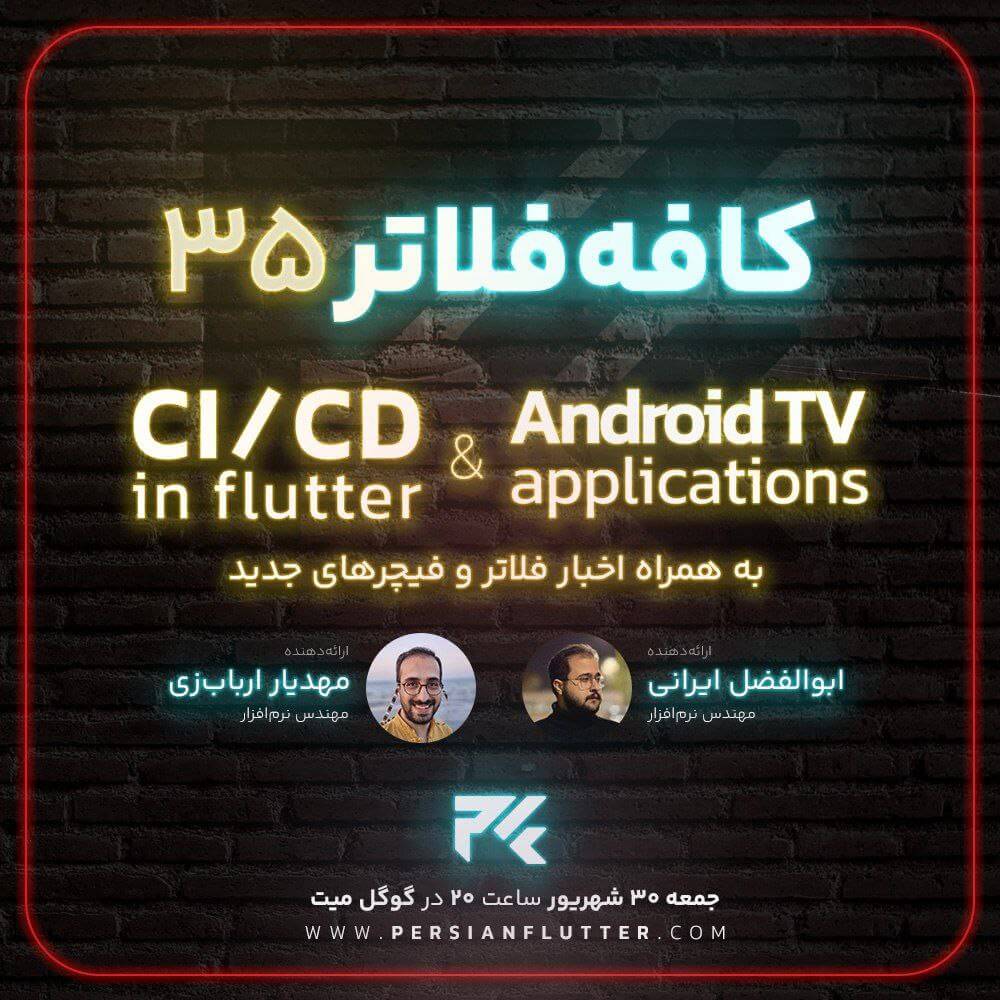 کافه فلاتر ۳۵
Android TV
applications
&
CI/CD
in flutter
به همراه اخبار فلاتر و فیچرهای جدید
ارائه‌دهنده
ابوالفضل ایرانی
مهندس نرم‌افزار
ارائه‌دهنده
مهدیار ارباب‌زی
مهندس نرم‌افزار
جمعه ۳۰ شهریور ساعت ۲۰ در گوگل میت
WWW.PERSIANFLUTTER.COM